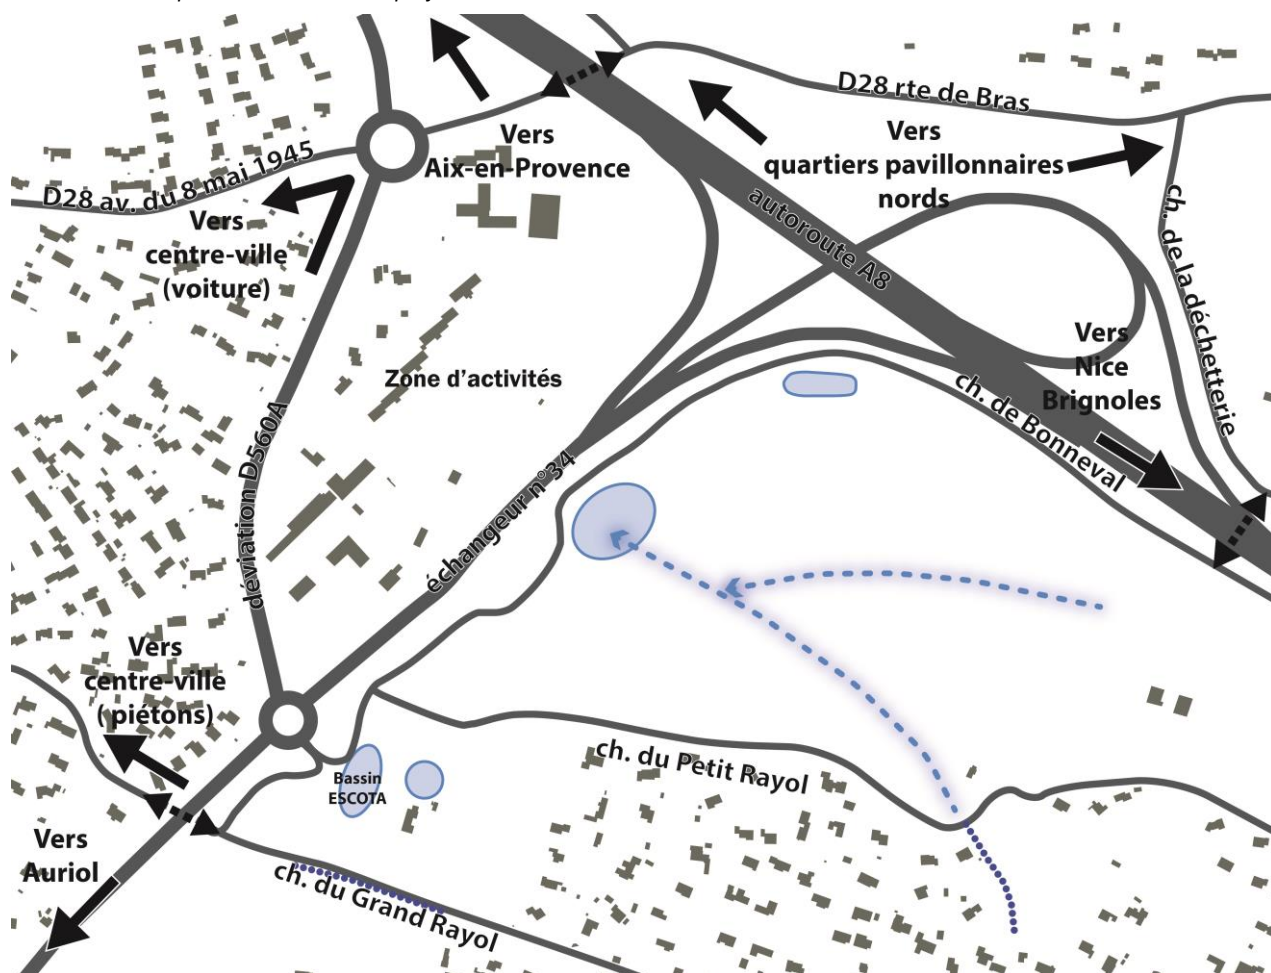 D28 rte de Bras
Vers
quartiers pavillonnaires
nords
Vers
Aix-en-Provence
D28 av. du 8 mai 1945
Vers
centre-ville
(voiture)
autoroute A8
ch. de la déchetterie
Vers
Nice
Brignoles
Zone d'activités
ch. de Bonneval
déviation D560A
échangeur n°34
Vers
centre-ville
( piétons)
ch. du Petit Rayol
Bassin
ESCOTA
Vers
Auriol
ch. du Grand Rayol